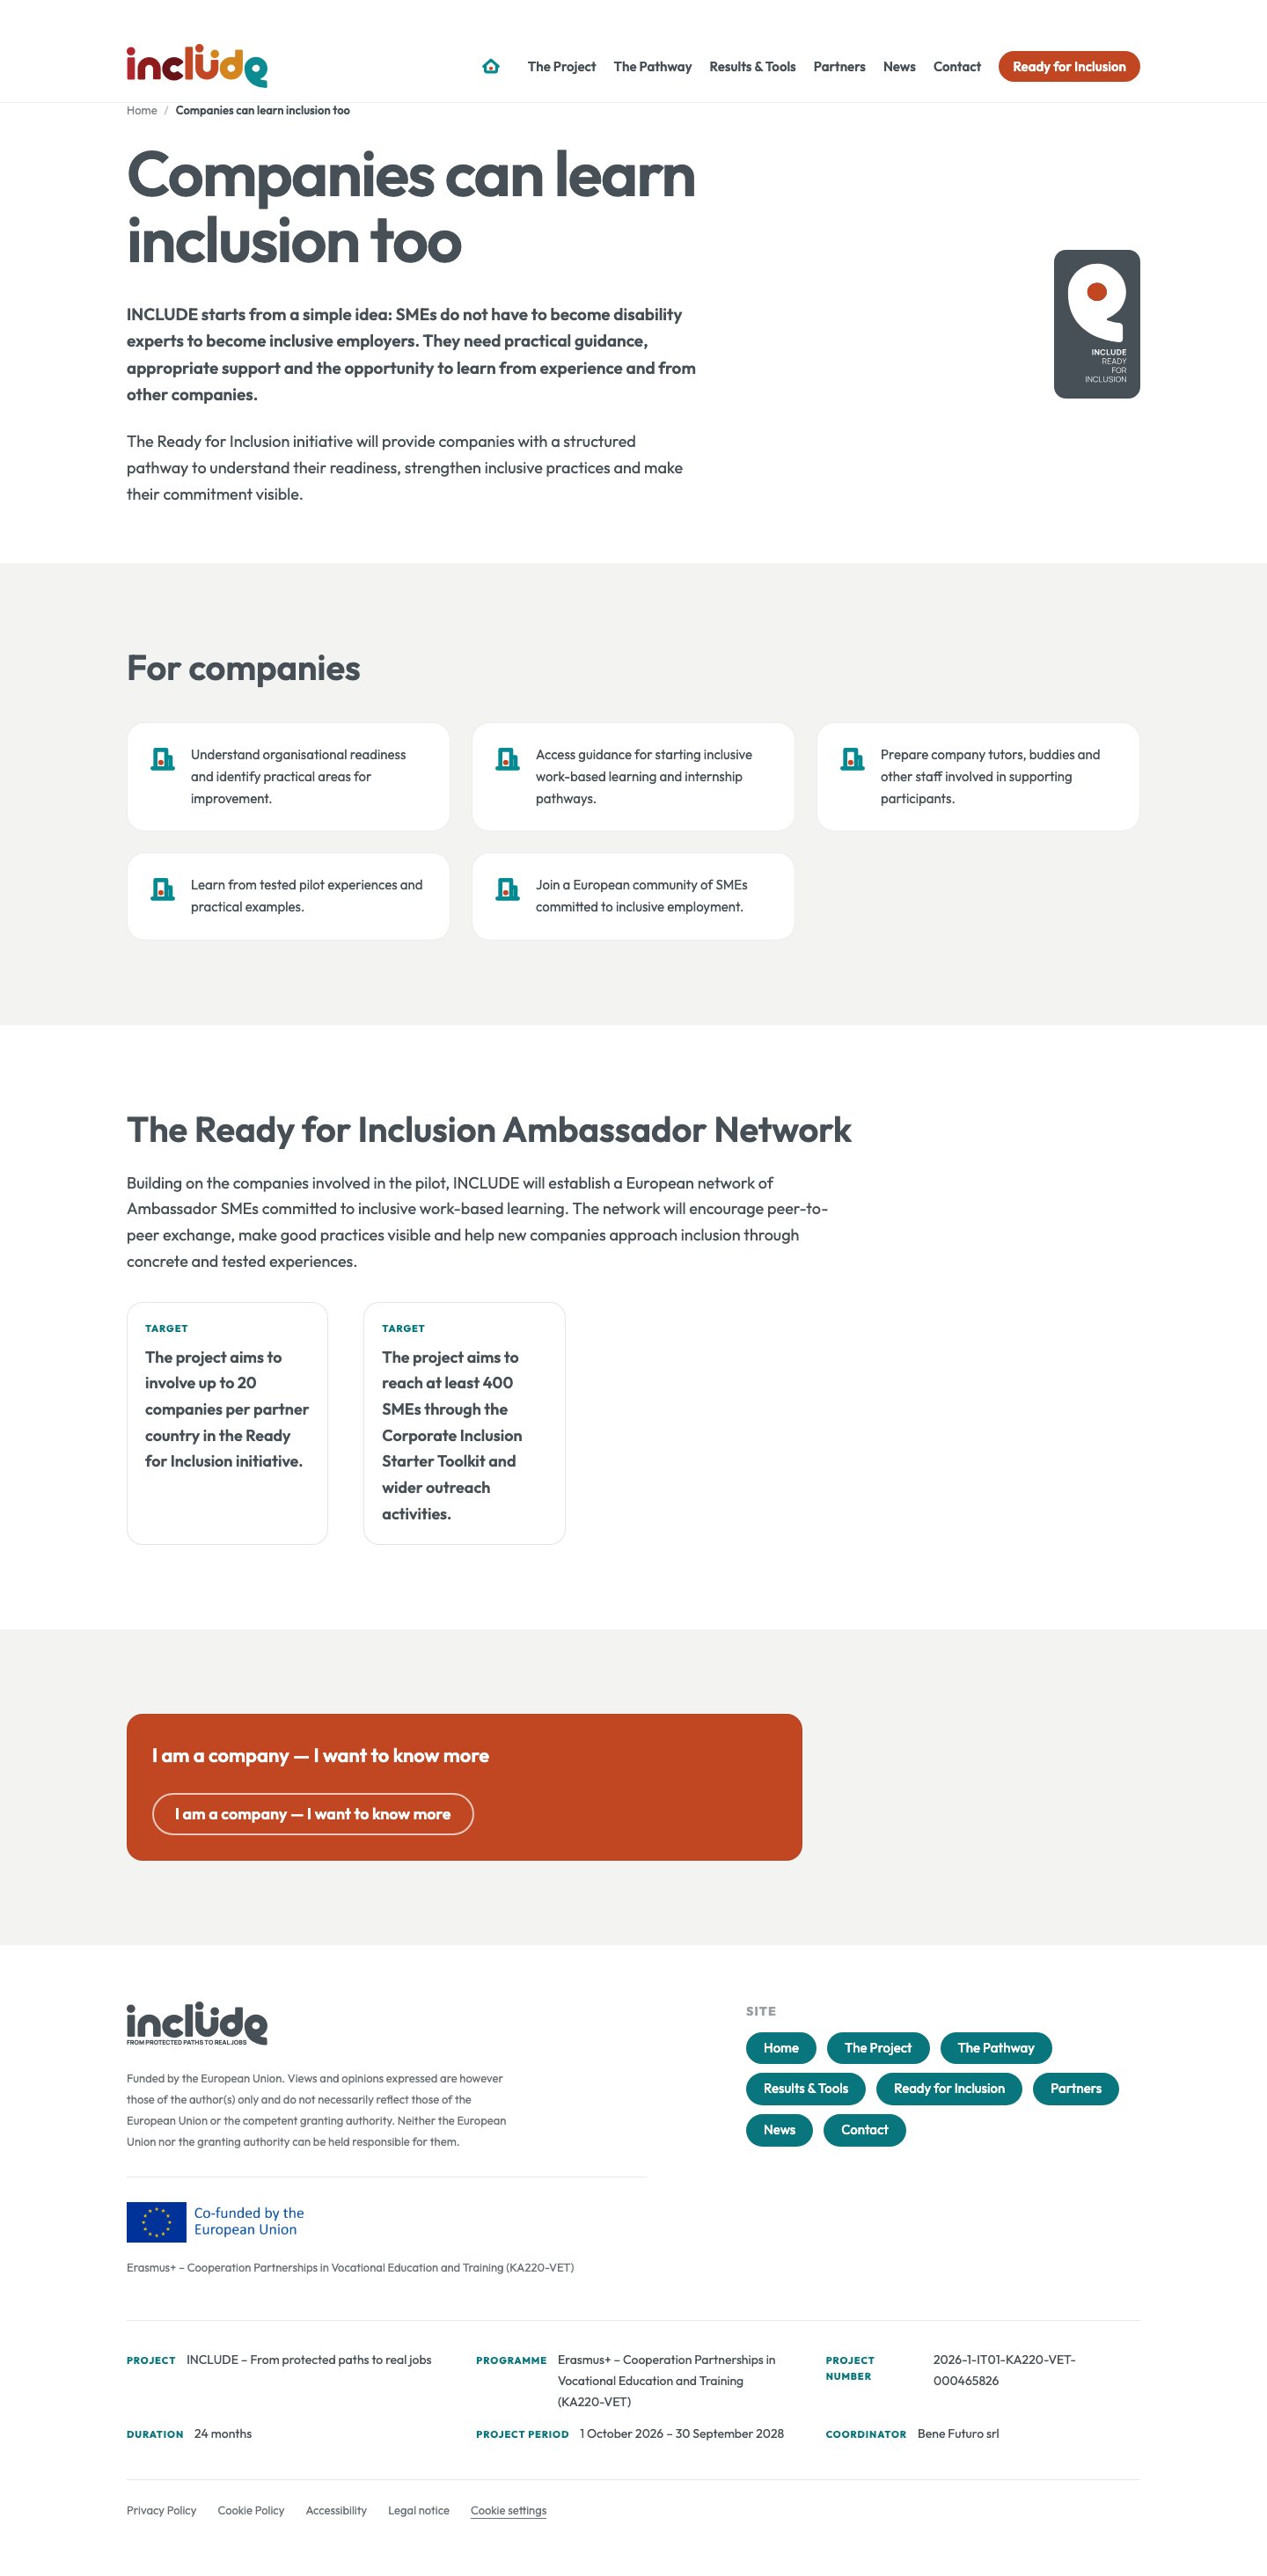 include
The Project
The Pathway
Results & Tools
Partners
News
Contact
Ready for Inclusion
Home / Companies can learn inclusion too
Companies can learn
inclusion too
INCLUDE starts from a simple idea: SMEs do not have to become disability
experts to become inclusive employers. They need practical guidance,
appropriate support and the opportunity to learn from experience and from
other companies.
The Ready for Inclusion initiative will provide companies with a structured
pathway to understand their readiness, strengthen inclusive practices and make
their commitment visible.
INCLUDE
READY
FOR
INCLUSION
For companies
Understand organisational readiness
and identify practical areas for
improvement.
Access guidance for starting inclusive
work-based learning and internship
pathways.
Prepare company tutors, buddies and
other staff involved in supporting
participants.
Learn from tested pilot experiences and
practical examples.
Join a European community of SMEs
committed to inclusive employment.
The Ready for Inclusion Ambassador Network
Building on the companies involved in the pilot, INCLUDE will establish a European network of
Ambassador SMEs committed to inclusive work-based learning. The network will encourage peer-to-
peer exchange, make good practices visible and help new companies approach inclusion through
concrete and tested experiences.
TARGET
The project aims to
involve up to 20
companies per partner
country in the Ready
for Inclusion initiative.
TARGET
The project aims to
reach at least 400
SMEs through the
Corporate Inclusion
Starter Toolkit and
wider outreach
activities.
I am a company — I want to know more
I am a company — I want to know more
include
FROM PROTECTED PATHS TO REAL JOBS
Funded by the European Union. Views and opinions expressed are however
those of the author(s) only and do not necessarily reflect those of the
European Union or the competent granting authority. Neither the European
Union nor the granting authority can be held responsible for them.
Co-funded by the
European Union
Erasmus+ – Cooperation Partnerships in Vocational Education and Training (KA220-VET)
SITE
Home
The Project
The Pathway
Results & Tools
Ready for Inclusion
Partners
News
Contact
PROJECT INCLUDE – From protected paths to real jobs
PROGRAMME Erasmus+ – Cooperation Partnerships in
Vocational Education and Training
(KA220-VET)
PROJECT
NUMBER
2026-1-IT01-KA220-VET-
000465826
DURATION 24 months
PROJECT PERIOD 1 October 2026 – 30 September 2028
COORDINATOR Bene Futuro srl
Privacy Policy
Cookie Policy
Accessibility
Legal notice
Cookie settings